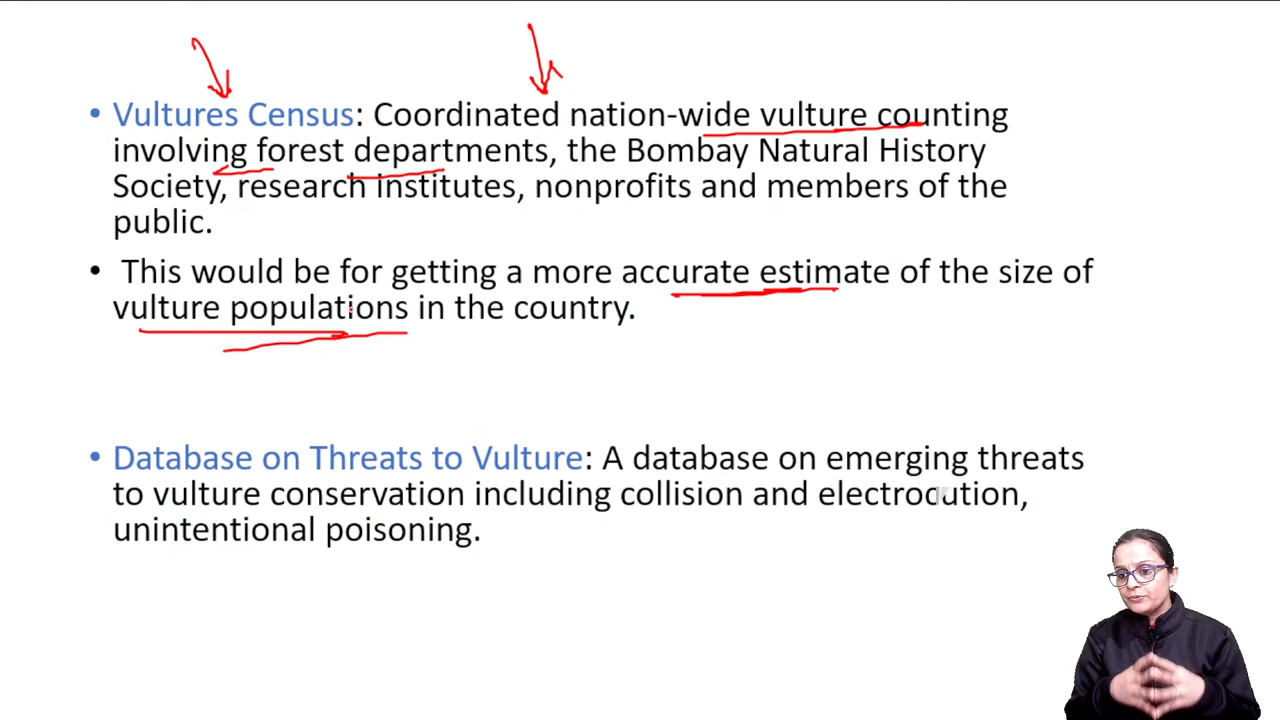 • Vultures Census: Coordinated nation-wide vulture counting
involving forest departments, the Bombay Natural History
Society, research institutes, nonprofits and members of the
public.
• This would be for getting a more accurate estimate of the size of
vulture populations in the country.
• Database on Threats to Vulture: A database on emerging threats
to vulture conservation including collision and electrocution,
unintentional poisoning.